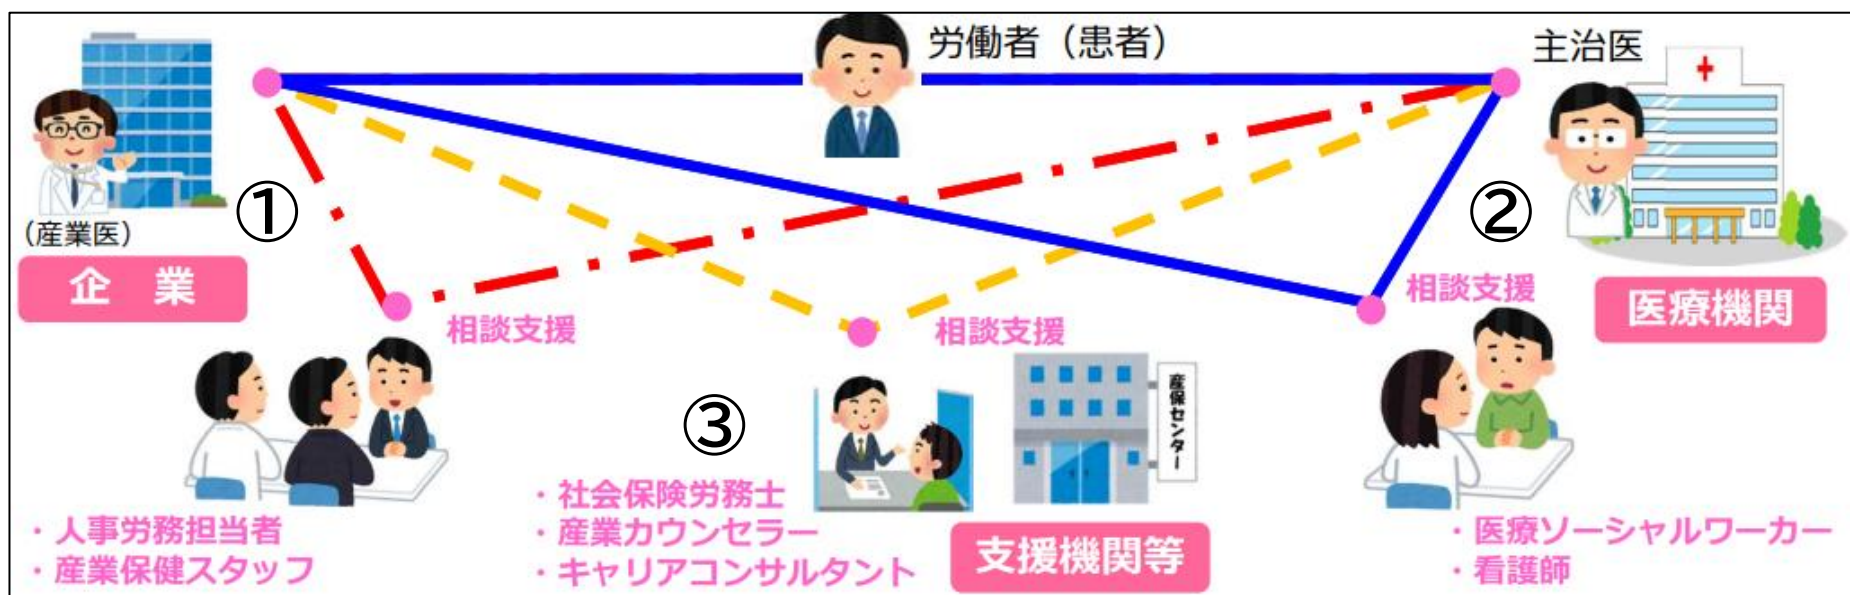 労働者（患者）
主治医
①
②
（産業医）
企　業
相談支援
相談支援
相談支援
医療機関
③
産保センター
・人事労務担当者
・産業保健スタッフ
・社会保険労務士
・産業カウンセラー
・キャリアコンサルタント
支援機関等
・医療ソーシャルワーカー
・看護師